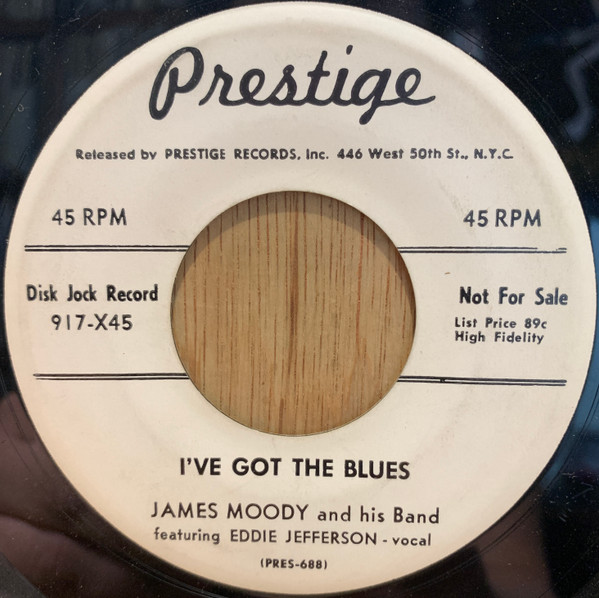 Prestige
Released by PRESTIGE RECORDS, Inc. 446 West 50th St., N.Y.C.
45 RPM
45 RPM
Disk Jock Record
917-X45
Not For Sale
List Price 89c
High Fidelity
I'VE GOT THE BLUES
JAMES MOODY and his Band
featuring EDDIE JEFFERSON - vocal
(PRES-688)